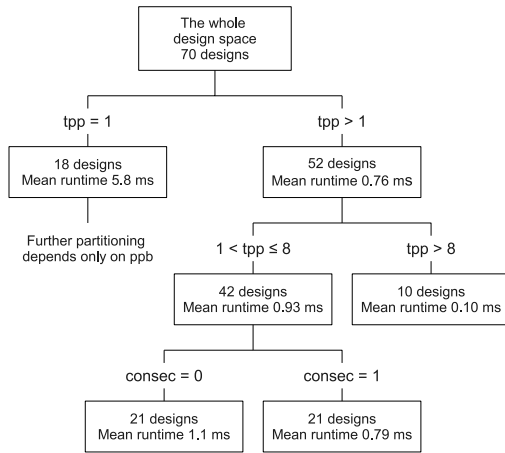 The whole
design space
70 designs
tpp = 1
tpp > 1
18 designs
Mean runtime 5.8 ms
52 designs
Mean runtime 0.76 ms
Further partitioning
depends only on ppb
1 < tpp ≤ 8
tpp > 8
42 designs
Mean runtime 0.93 ms
10 designs
Mean runtime 0.10 ms
consec = 0
consec = 1
21 designs
Mean runtime 1.1 ms
21 designs
Mean runtime 0.79 ms